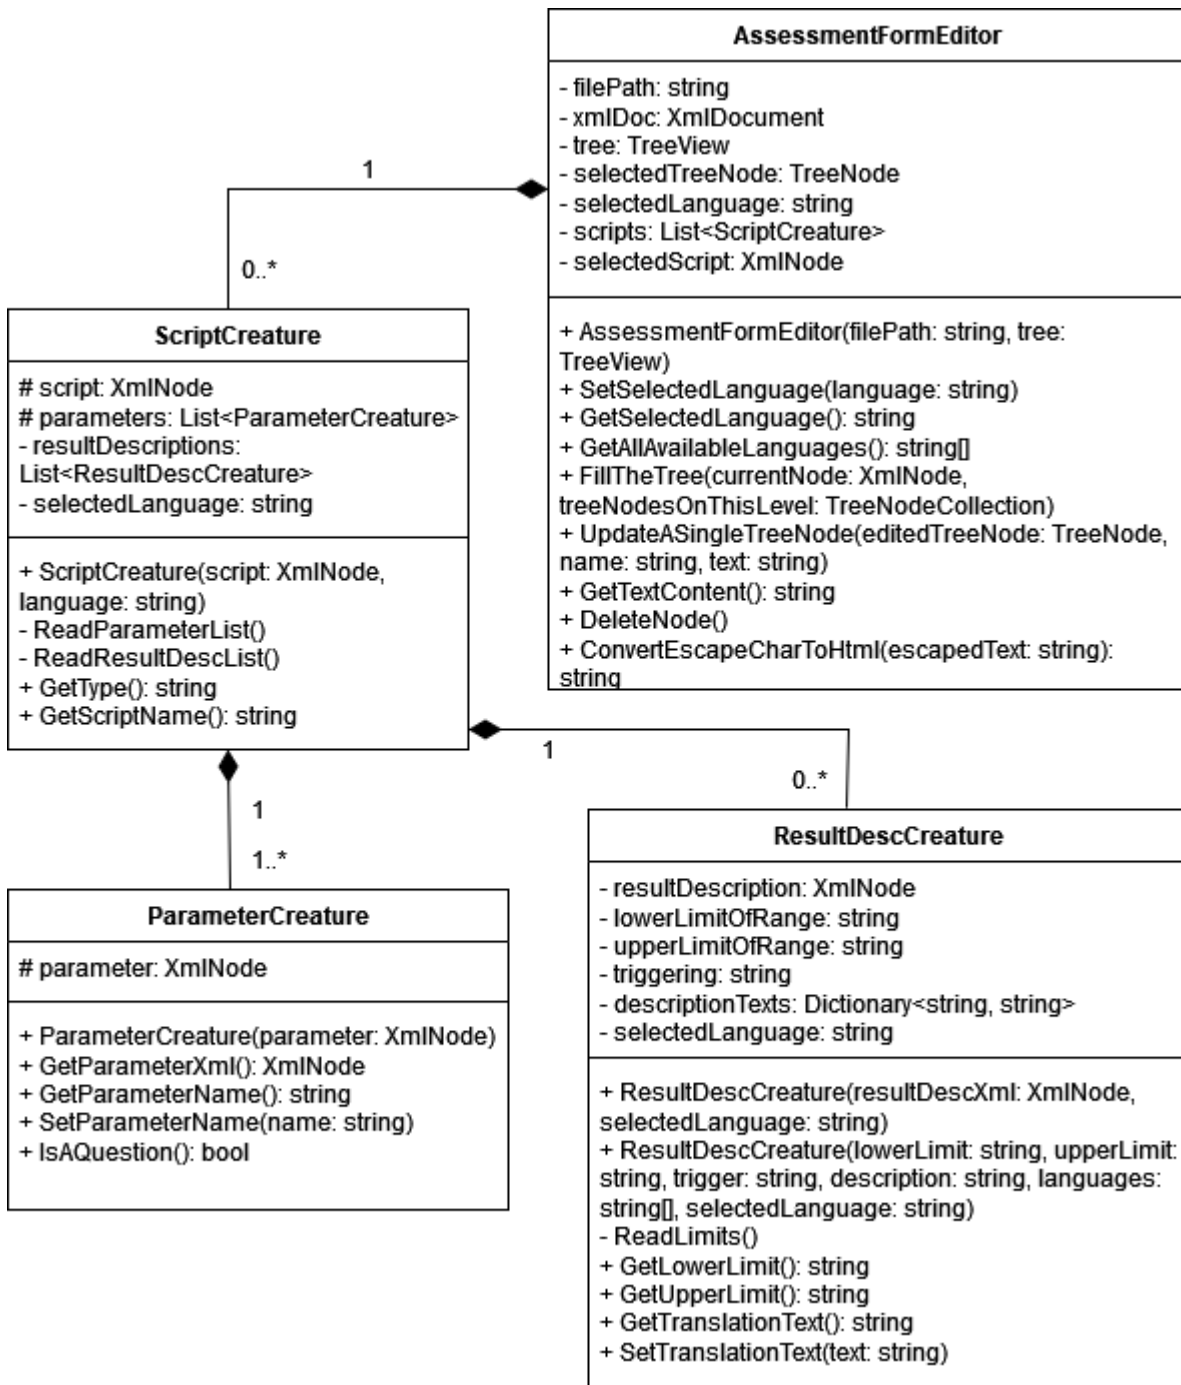 AssessmentFormEditor
- filePath: string
- xmlDoc: XmlDocument
- tree: TreeView
- selectedTreeNode: TreeNode
- selectedLanguage: string
- scripts: List<ScriptCreature>
- selectedScript: XmlNode
+ AssessmentFormEditor(filePath: string, tree:
TreeView)
+ SetSelectedLanguage(language: string)
+ GetSelectedLanguage(): string
+ GetAllAvailableLanguages(): string[]
+ FillTheTree(currentNode: XmlNode,
treeNodesOnThisLevel: TreeNodeCollection)
+ UpdateASingleTreeNode(editedTreeNode: TreeNode,
name: string, text: string)
+ GetTextContent(): string
+ DeleteNode()
+ ConvertEscapeCharToHtml(escapedText: string):
string
1
0..*
ScriptCreature
# script: XmlNode
# parameters: List<ParameterCreature>
- resultDescriptions:
List<ResultDescCreature>
- selectedLanguage: string
+ ScriptCreature(script: XmlNode,
language: string)
- ReadParameterList()
- ReadResultDescList()
+ GetType(): string
+ GetScriptName(): string
1
0..*
1
1..*
ParameterCreature
# parameter: XmlNode
+ ParameterCreature(parameter: XmlNode)
+ GetParameterXml(): XmlNode
+ GetParameterName(): string
+ SetParameterName(name: string)
+ IsAQuestion(): bool
ResultDescCreature
- resultDescription: XmlNode
- lowerLimitOfRange: string
- upperLimitOfRange: string
- triggering: string
- descriptionTexts: Dictionary<string, string>
- selectedLanguage: string
+ ResultDescCreature(resultDescXml: XmlNode,
selectedLanguage: string)
+ ResultDescCreature(lowerLimit: string, upperLimit:
string, trigger: string, description: string, languages:
string[], selectedLanguage: string)
- ReadLimits()
+ GetLowerLimit(): string
+ GetUpperLimit(): string
+ GetTranslationText(): string
+ SetTranslationText(text: string)